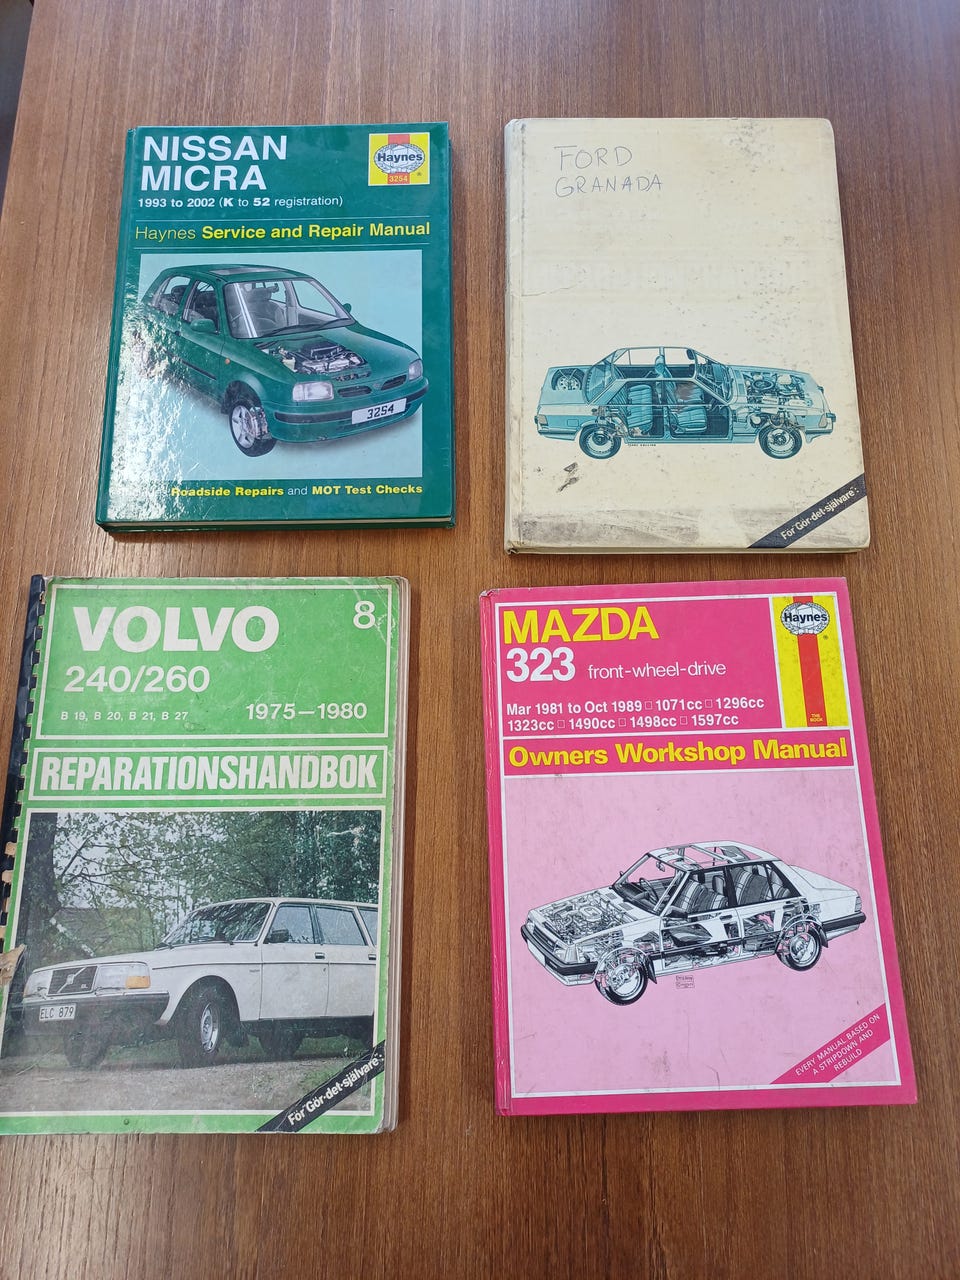 NISSAN
MICRA
1993 to 2002 (K to 52 registration)
Haynes
3254
Haynes Service and Repair Manual
3254
Roadside Repairs and MOT Test Checks
FORD
GRANADA
För Gör-det-självare
VOLVO 8
240/260
B 19, B 20, B 21, B 27 1975—1980
REPARATIONSHANDBOK
ELC 879
För Gör-det-självare
MAZDA
323 front-wheel-drive
Haynes
Mar 1981 to Oct 1989 □ 1071cc □ 1296cc
1323cc □ 1490cc □ 1498cc □ 1597cc
THE
BOOK
Owners Workshop Manual
EVERY MANUAL BASED ON
A STRIPDOWN AND
REBUILD